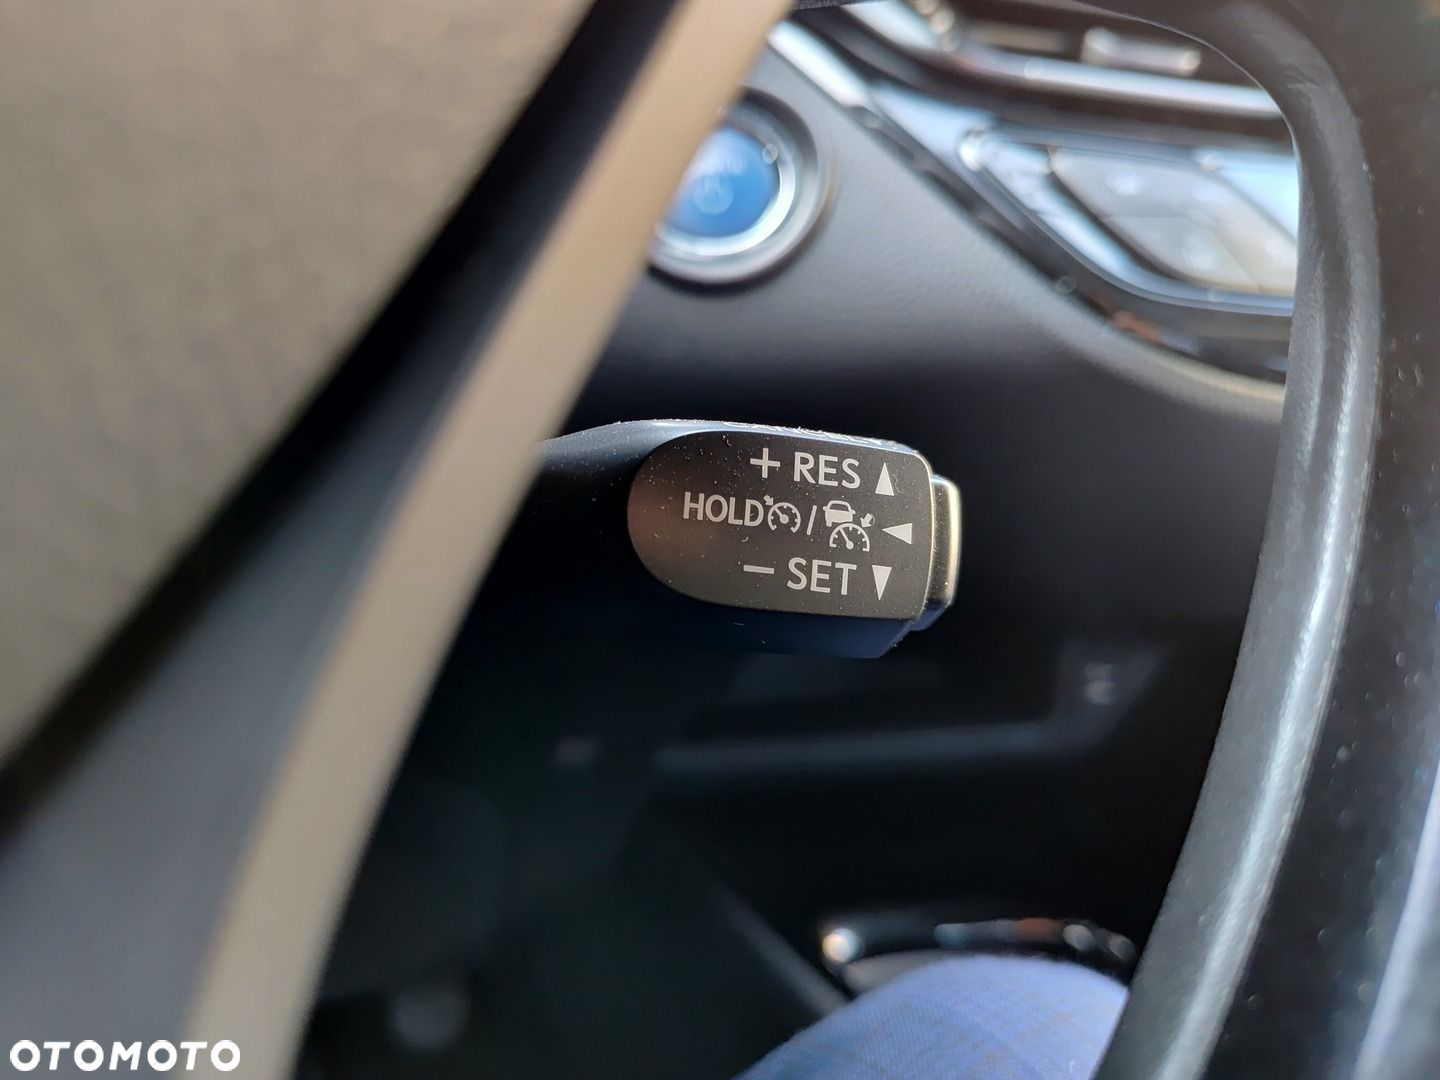 + RES ▲
HOLD / ◀
− SET ▼
OTOMOTO